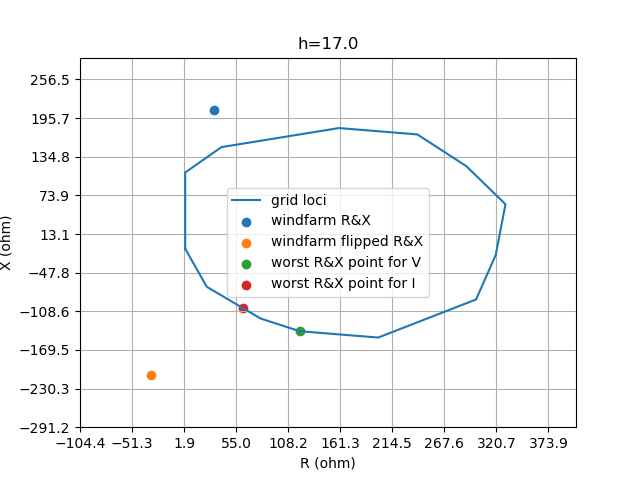 h=17.0
256.5
195.7
134.8
73.9
13.1
−47.8
−108.6
−169.5
−230.3
−291.2
X (ohm)
grid loci
windfarm R&X
windfarm flipped R&X
worst R&X point for V
worst R&X point for I
−104.4 −51.3 1.9 55.0 108.2 161.3 214.5 267.6 320.7 373.9
R (ohm)